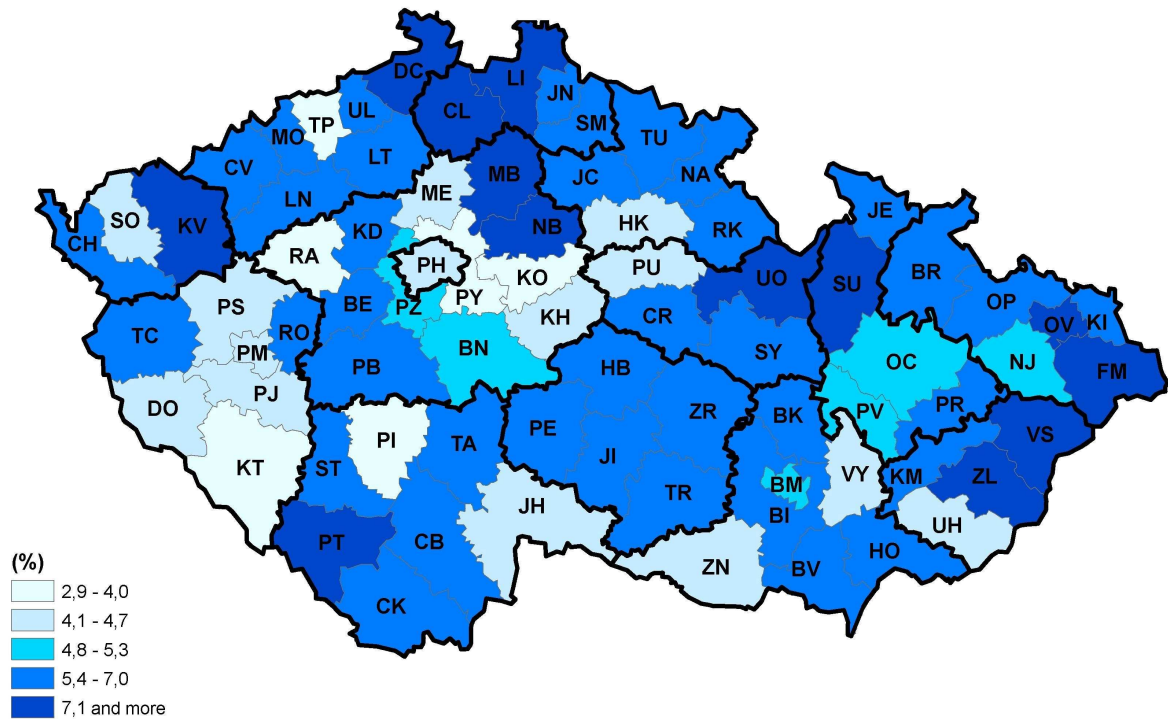 DC
LI
JN
CL
UL
TP
SM
MO
TU
LT
CV
MB
JC
NA
ME
LN
SO
KV
JE
HK
NB
RK
KD
CH
RA
PH
PU
KO
BR
UO
SU
PY
OP
BE
PZ
PS
KH
CR
OV
KI
RO
TC
BN
SY
PM
OC
NJ
PB
HB
FM
PJ
DO
ZR
PV
PR
BK
PE
VS
PI
TA
ST
KT
JI
VY
KM
ZL
BM
TR
JH
BI
UH
PT
CB
HO
ZN
BV
CK
(%)
2,9 - 4,0
4,1 - 4,7
4,8 - 5,3
5,4 - 7,0
7,1 and more